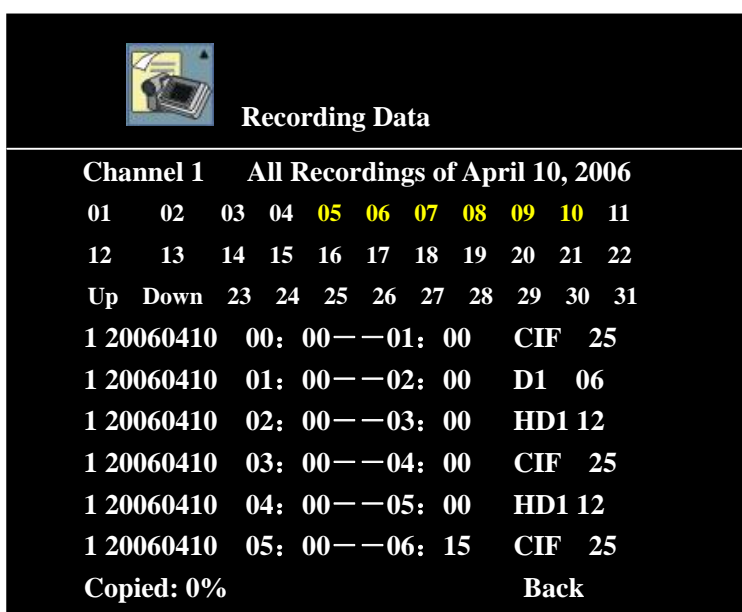 Recording Data
Channel 1 All Recordings of April 10, 2006
01 02 03 04 05 06 07 08 09 10 11
12 13 14 15 16 17 18 19 20 21 22
Up Down 23 24 25 26 27 28 29 30 31
1 20060410 00：00－－01：00 CIF 25
1 20060410 01：00－－02：00 D1 06
1 20060410 02：00－－03：00 HD1 12
1 20060410 03：00－－04：00 CIF 25
1 20060410 04：00－－05：00 HD1 12
1 20060410 05：00－－06：15 CIF 25
Copied: 0% Back